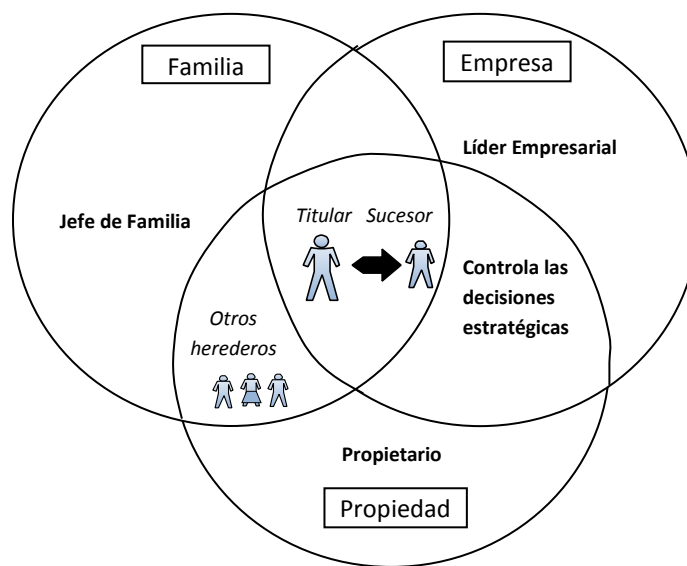 Familia
Empresa
Líder Empresarial
Jefe de Familia
Titular
Sucesor
Controla las
decisiones
estratégicas
Otros
herederos
Propietario
Propiedad